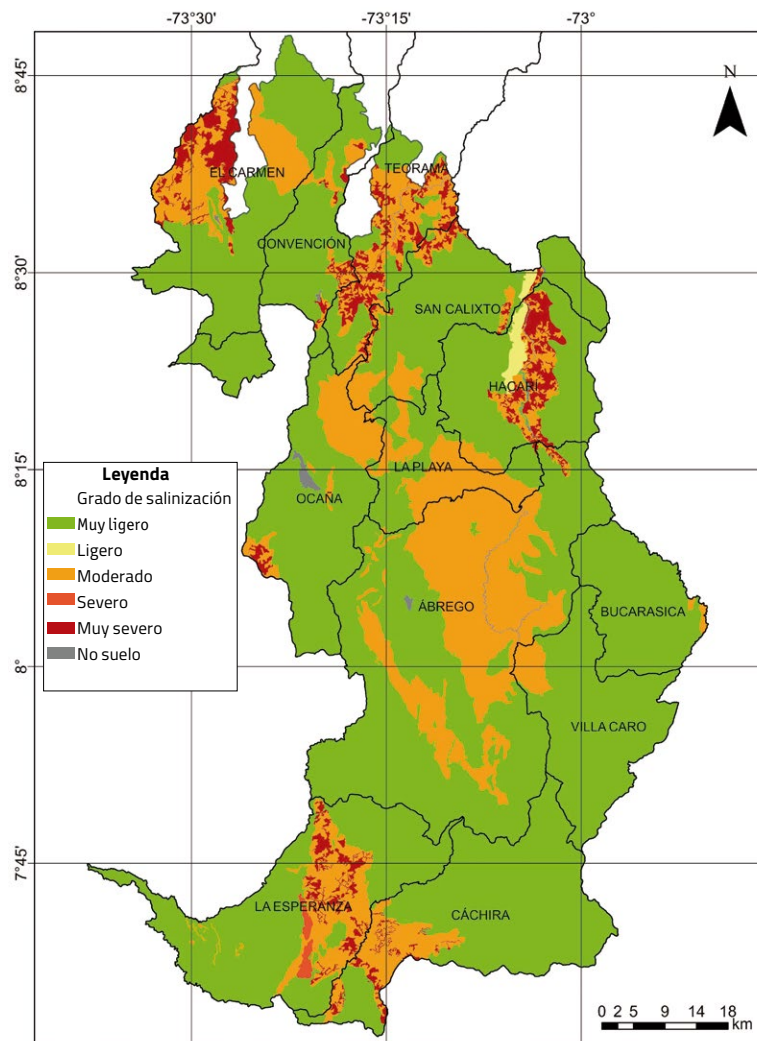 -73°30'
-73°15'
-73°
8°45'
N
EL CARMEN
TEORAMA
CONVENCIÓN
8°30'
SAN CALIXTO
HACARÍ
8°15'
LA PLAYA
OCAÑA
Leyenda
Grado de salinización
Muy ligero
Ligero
Moderado
Severo
Muy severo
No suelo
ÁBREGO
BUCARASICA
8°
VILLA CARO
7°45'
LA ESPERANZA
CÁCHIRA
0 2 5 9 14 18
km